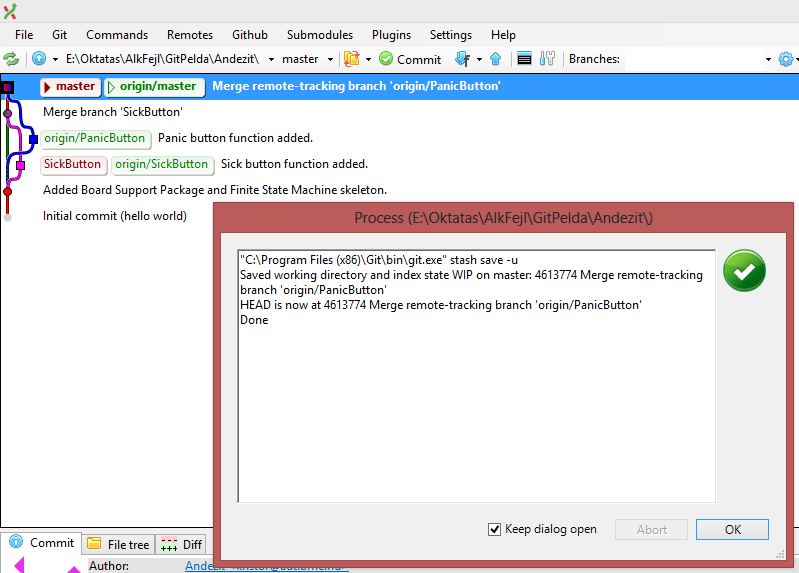 File Git Commands Remotes Github Submodules Plugins Settings Help
E:\Oktatas\AlkFejl\GitPelda\Andezit\ master Commit Branches:
master origin/master Merge remote-tracking branch 'origin/PanicButton'
Merge branch 'SickButton'
origin/PanicButton Panic button function added.
SickButton origin/SickButton Sick button function added.
Added Board Support Package and Finite State Machine skeleton.
Initial commit (hello world)
Process (E:\Oktatas\AlkFejl\GitPelda\Andezit\)
"C:\Program Files (x86)\Git\bin\git.exe" stash save -u
Saved working directory and index state WIP on master: 4613774 Merge remote-tracking
branch 'origin/PanicButton'
HEAD is now at 4613774 Merge remote-tracking branch 'origin/PanicButton'
Done
Keep dialog open Abort OK
Commit File tree Diff
Author: